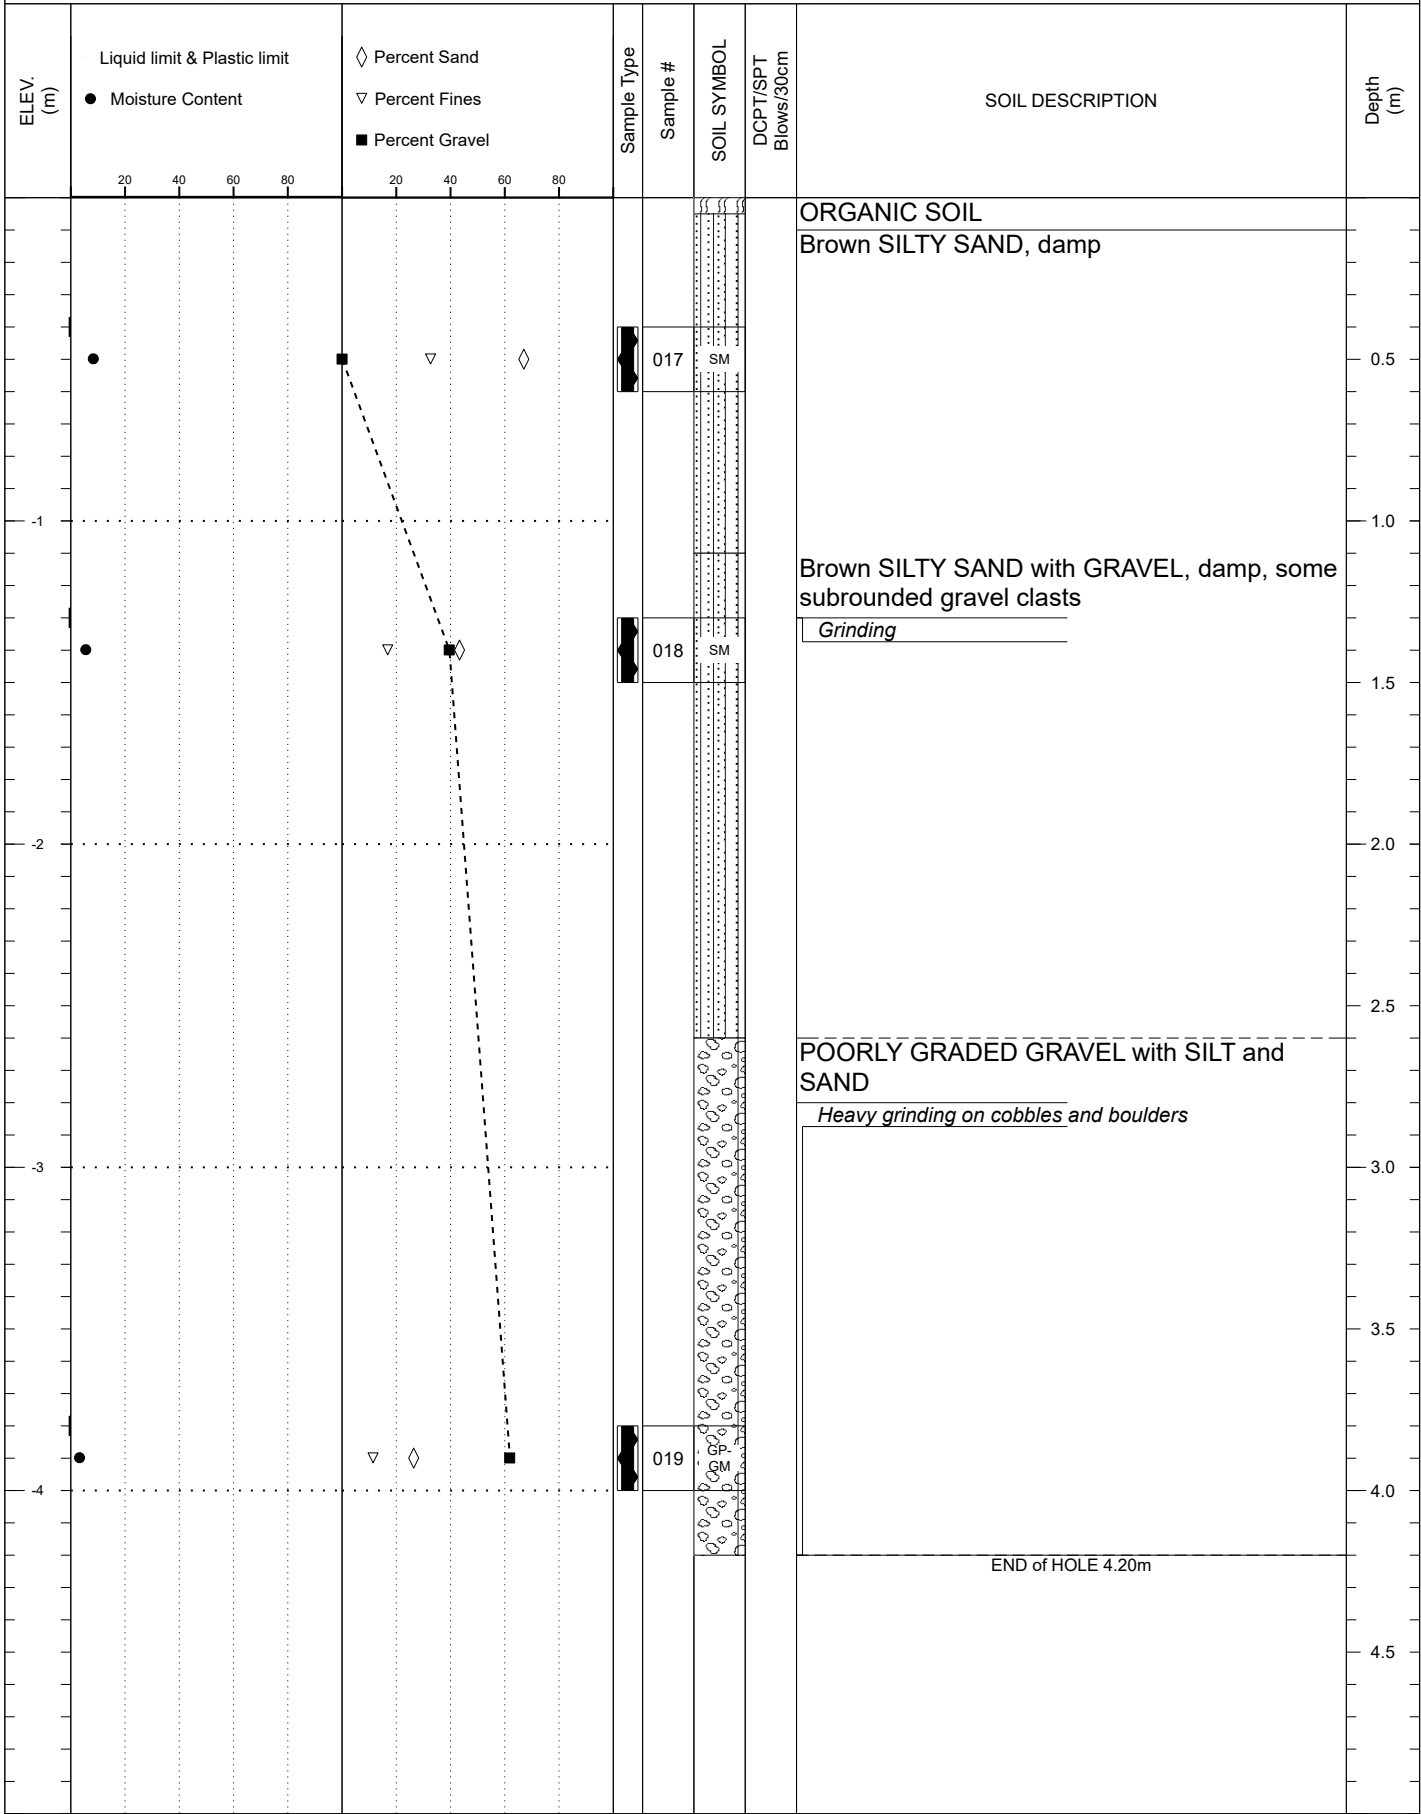 ELEV.
(m)
Liquid limit & Plastic limit
Moisture Content
Percent Sand
Percent Fines
Percent Gravel
20 40 60 80
20 40 60 80
Sample Type
Sample #
SOIL SYMBOL
DCPT/SPT
Blows/30cm
SOIL DESCRIPTION
Depth
(m)
ORGANIC SOIL
Brown SILTY SAND, damp
017 SM 0.5
-1 1.0
Brown SILTY SAND with GRAVEL, damp, some
subrounded gravel clasts
Grinding
018 SM
1.5
-2 2.0
2.5
POORLY GRADED GRAVEL with SILT and
SAND
Heavy grinding on cobbles and boulders
-3 3.0
3.5
019 GP-
GM
-4 4.0
END of HOLE 4.20m
4.5